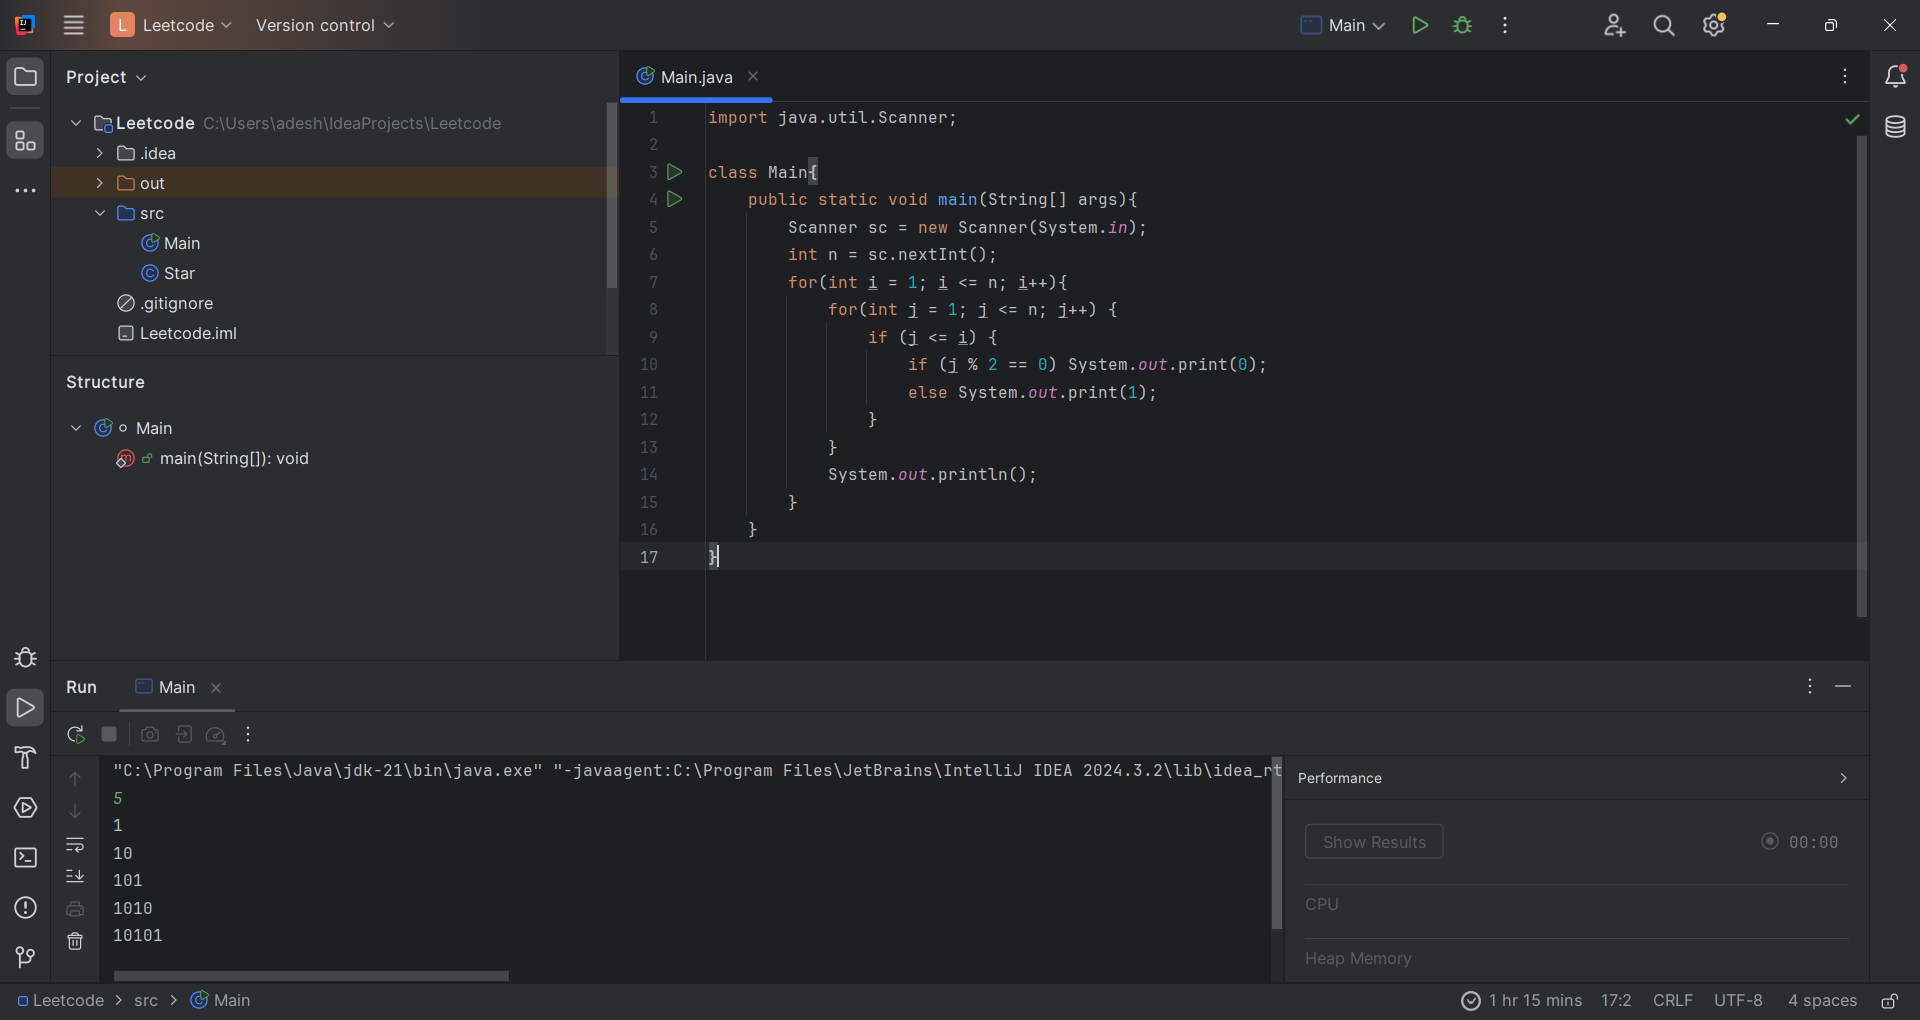 L Leetcode Version control Main
Project
Leetcode C:\Users\adesh\IdeaProjects\Leetcode
.idea
out
src
Main
Star
.gitignore
Leetcode.iml
Structure
Main
main(String[]): void
Main.java
1 import java.util.Scanner;
2
3 class Main{
4 public static void main(String[] args){
5 Scanner sc = new Scanner(System.in);
6 int n = sc.nextInt();
7 for(int i = 1; i <= n; i++){
8 for(int j = 1; j <= n; j++) {
9 if (j <= i) {
10 if (j % 2 == 0) System.out.print(0);
11 else System.out.print(1);
12 }
13 }
14 System.out.println();
15 }
16 }
17 }
Run Main
"C:\Program Files\Java\jdk-21\bin\java.exe" "-javaagent:C:\Program Files\JetBrains\IntelliJ IDEA 2024.3.2\lib\idea_rt
5
1
10
101
1010
10101
Performance
Show Results 00:00
CPU
Heap Memory
Leetcode > src > Main 1 hr 15 mins 17:2 CRLF UTF-8 4 spaces